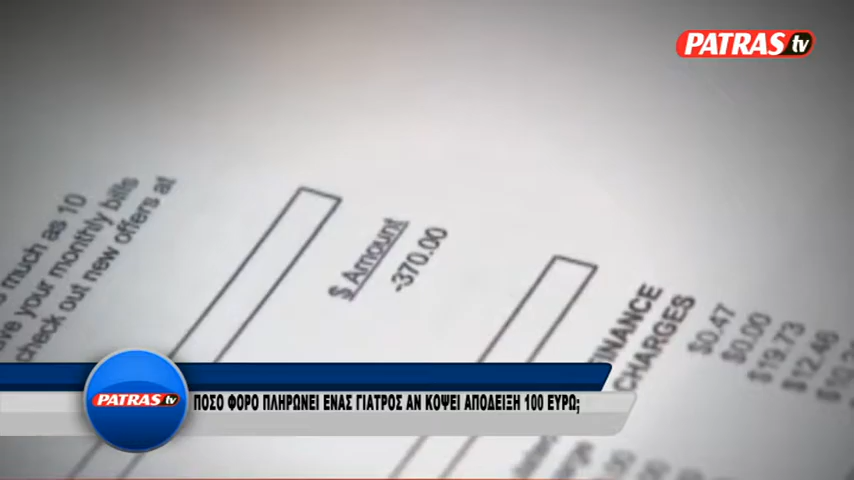 PATRAS tv
much as 10
your monthly bills
check out new offers at
$ Amount
-370.00
FINANCE
CHARGES
$0.47
$0.00
$19.73
$12.46
PATRAS tv
ΠΟΣΟ ΦΟΡΟ ΠΛΗΡΩΝΕΙ ΕΝΑΣ ΓΙΑΤΡΟΣ ΑΝ ΚΟΨΕΙ ΑΠΟΔΕΙΞΗ 100 ΕΥΡΩ;